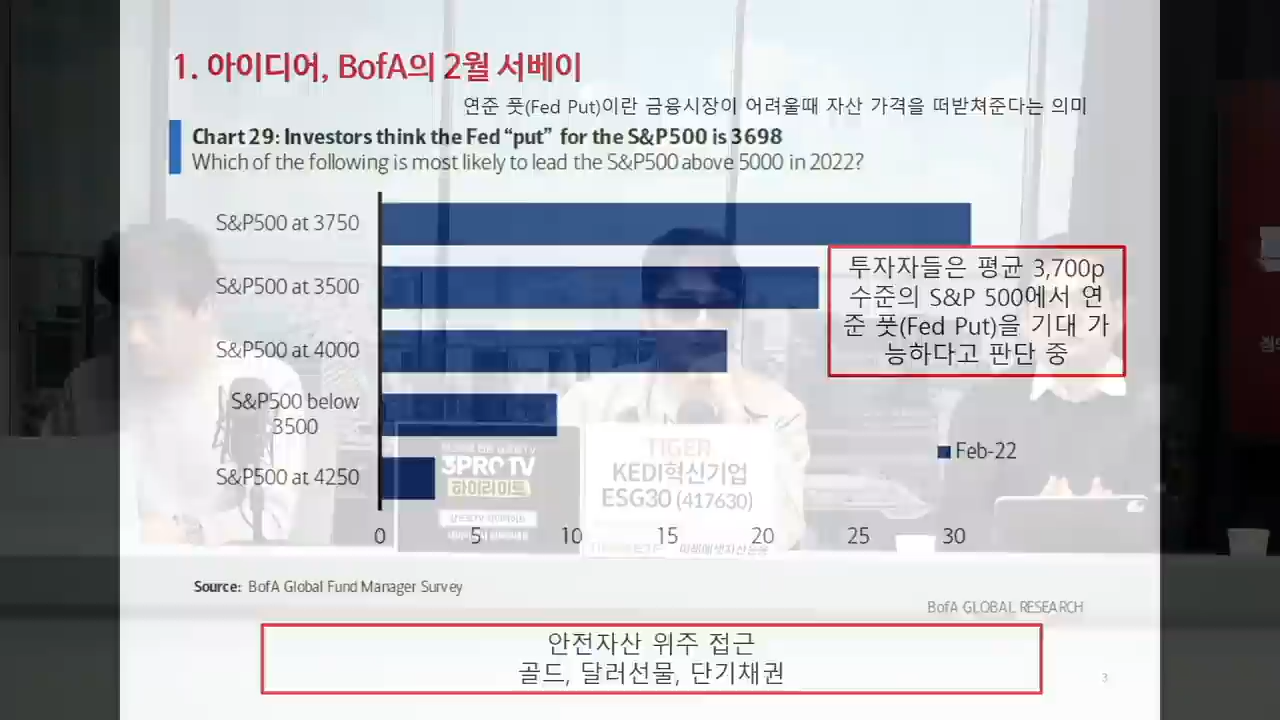 1. 아이디어, BofA의 2월 서베이
연준 풋(Fed Put)이란 금융시장이 어려울때 자산 가격을 떠받쳐준다는 의미
Chart 29: Investors think the Fed “put” for the S&P500 is 3698
Which of the following is most likely to lead the S&P500 above 5000 in 2022?
S&P500 at 3750
S&P500 at 3500
S&P500 at 4000
S&P500 below
3500
S&P500 at 4250
투자자들은 평균 3,700p
수준의 S&P 500에서 연
준 풋(Fed Put)을 기대 가
능하다고 판단 중
Feb-22
3PRO TV
하이라이트
TIGER
KEDI혁신기업
ESG30 (417630)
0 5 10 15 20 25 30
Source: BofA Global Fund Manager Survey
BofA GLOBAL RESEARCH
안전자산 위주 접근
골드, 달러선물, 단기채권
3